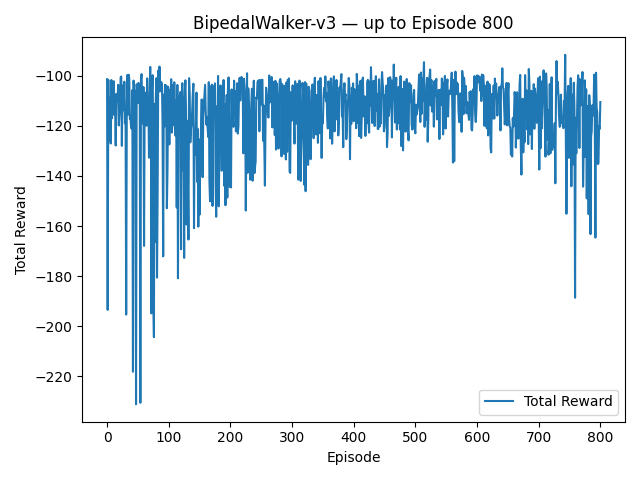 BipedalWalker-v3 — up to Episode 800
Total Reward
−100
−120
−140
−160
−180
−200
−220
0 100 200 300 400 500 600 700 800
Episode
Total Reward